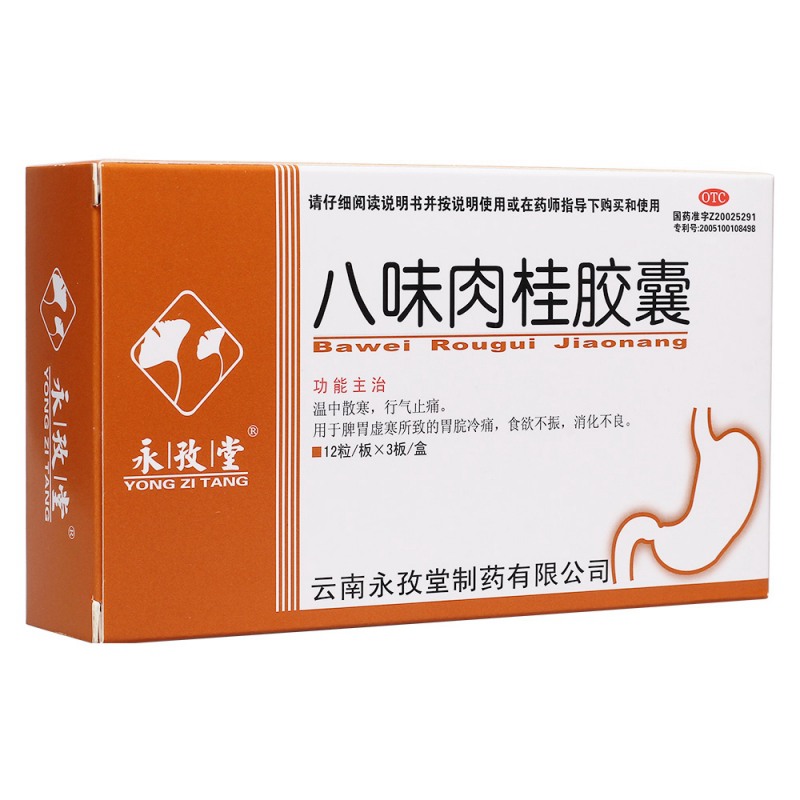 请仔细阅读说明书并按说明使用或在药师指导下购买和使用
OTC
国药准字Z20025291
专利号:2005100108498
八味肉桂胶囊
Bawei Rougui Jiaonang
功能主治
温中散寒，行气止痛。
用于脾胃虚寒所致的胃脘冷痛，食欲不振，消化不良。
12粒/板×3板/盒
云南永孜堂制药有限公司
永孜堂®
YONG ZI TANG
永孜堂®
YONG ZI TANG